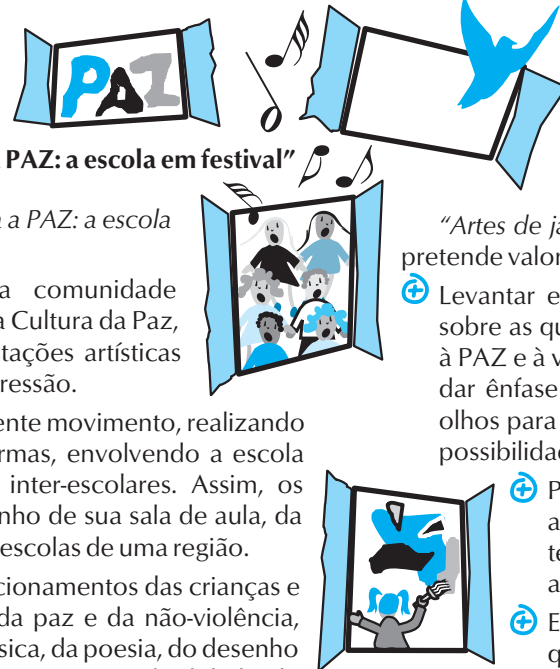 PAZ
PAZ: a escola em festival"
a PAZ: a escola
a comunidade
a Cultura da Paz,
tações artísticas
ressão.
ente movimento, realizando
rmas, envolvendo a escola
inter-escolares. Assim, os
nho de sua sala de aula, da
escolas de uma região.
cionamentos das crianças e
da paz e da não-violência,
sica, da poesia, do desenho
"Artes de ja
pretende valor
Levantar e
sobre as qu
à PAZ e à v
dar ênfase
olhos para
possibilidad
P
a
te
a
E